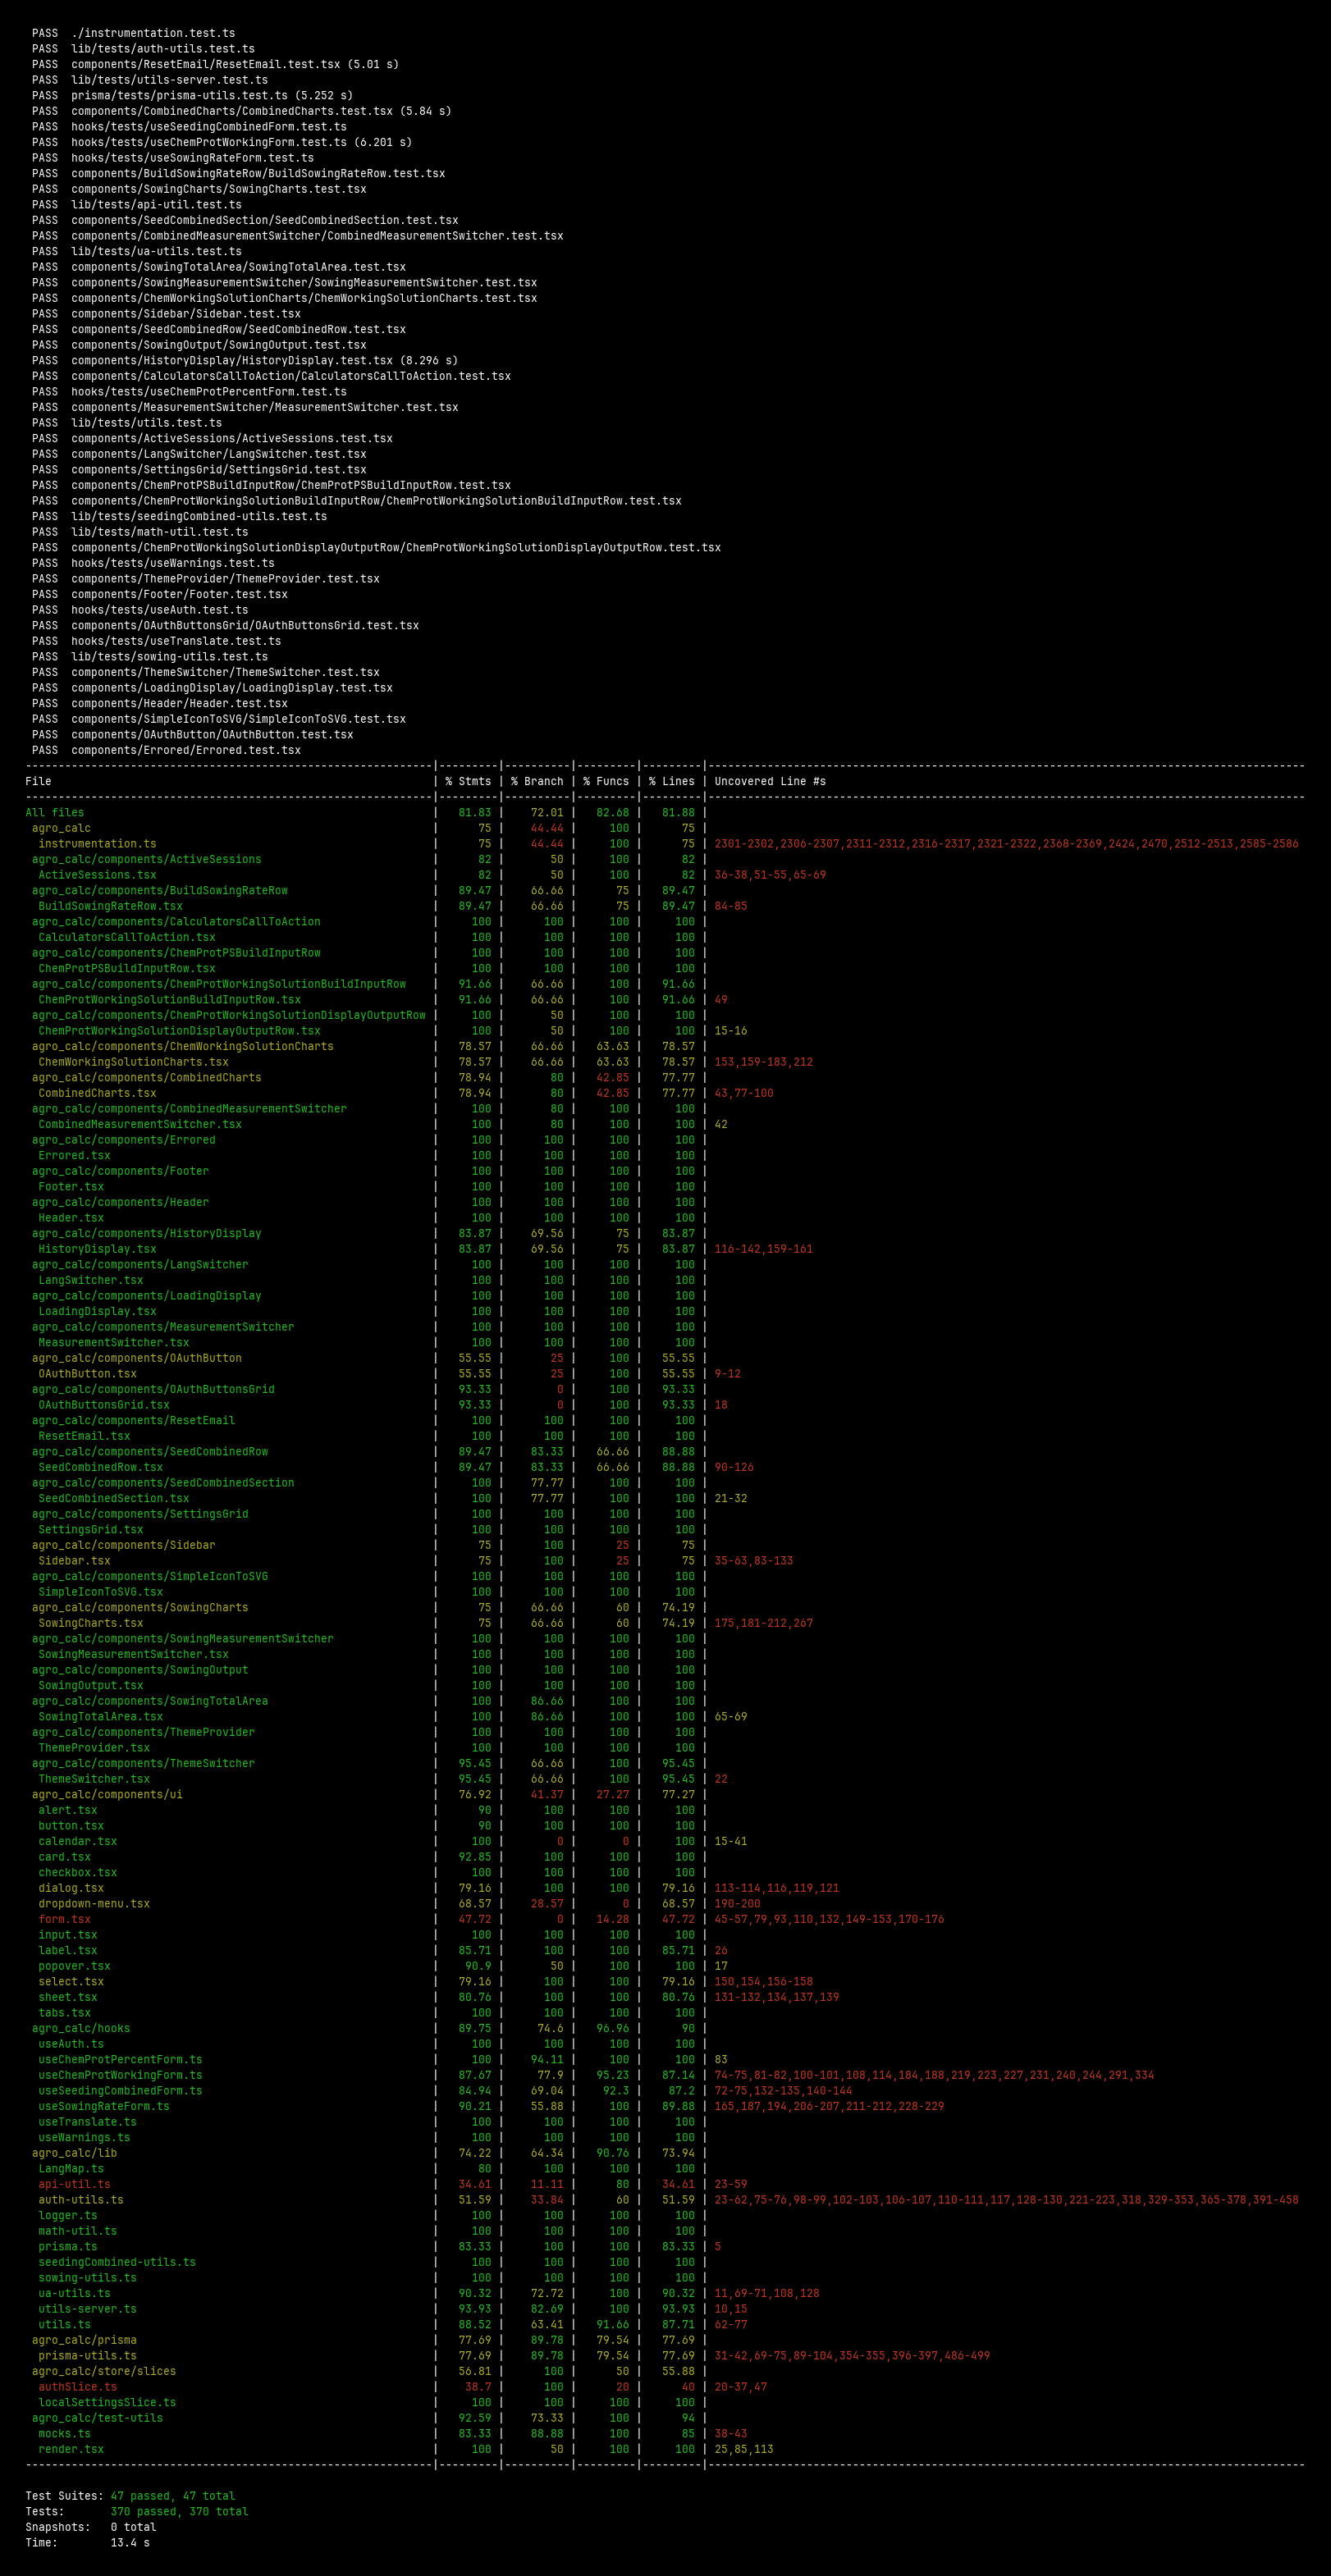 PASS  ./instrumentation.test.ts
PASS  lib/tests/auth-utils.test.ts
PASS  components/ResetEmail/ResetEmail.test.tsx (5.01 s)
PASS  lib/tests/utils-server.test.ts
PASS  prisma/tests/prisma-utils.test.ts (5.252 s)
PASS  components/CombinedCharts/CombinedCharts.test.tsx (5.84 s)
PASS  hooks/tests/useSeedingCombinedForm.test.ts
PASS  hooks/tests/useChemProtWorkingForm.test.ts (6.201 s)
PASS  hooks/tests/useSowingRateForm.test.ts
PASS  components/BuildSowingRateRow/BuildSowingRateRow.test.tsx
PASS  components/SowingCharts/SowingCharts.test.tsx
PASS  lib/tests/api-util.test.ts
PASS  components/SeedCombinedSection/SeedCombinedSection.test.tsx
PASS  components/CombinedMeasurementSwitcher/CombinedMeasurementSwitcher.test.tsx
PASS  lib/tests/ua-utils.test.ts
PASS  components/SowingTotalArea/SowingTotalArea.test.tsx
PASS  components/SowingMeasurementSwitcher/SowingMeasurementSwitcher.test.tsx
PASS  components/ChemWorkingSolutionCharts/ChemWorkingSolutionCharts.test.tsx
PASS  components/Sidebar/Sidebar.test.tsx
PASS  components/SeedCombinedRow/SeedCombinedRow.test.tsx
PASS  components/SowingOutput/SowingOutput.test.tsx
PASS  components/HistoryDisplay/HistoryDisplay.test.tsx (8.296 s)
PASS  components/CalculatorsCallToAction/CalculatorsCallToAction.test.tsx
PASS  hooks/tests/useChemProtPercentForm.test.ts
PASS  components/MeasurementSwitcher/MeasurementSwitcher.test.tsx
PASS  lib/tests/utils.test.ts
PASS  components/ActiveSessions/ActiveSessions.test.tsx
PASS  components/LangSwitcher/LangSwitcher.test.tsx
PASS  components/SettingsGrid/SettingsGrid.test.tsx
PASS  components/ChemProtPSBuildInputRow/ChemProtPSBuildInputRow.test.tsx
PASS  components/ChemProtWorkingSolutionBuildInputRow/ChemProtWorkingSolutionBuildInputRow.test.tsx
PASS  lib/tests/seedingCombined-utils.test.ts
PASS  lib/tests/math-util.test.ts
PASS  components/ChemProtWorkingSolutionDisplayOutputRow/ChemProtWorkingSolutionDisplayOutputRow.test.tsx
PASS  hooks/tests/useWarnings.test.ts
PASS  components/ThemeProvider/ThemeProvider.test.tsx
PASS  components/Footer/Footer.test.tsx
PASS  hooks/tests/useAuth.test.ts
PASS  components/OAuthButtonsGrid/OAuthButtonsGrid.test.tsx
PASS  hooks/tests/useTranslate.test.ts
PASS  lib/tests/sowing-utils.test.ts
PASS  components/ThemeSwitcher/ThemeSwitcher.test.tsx
PASS  components/LoadingDisplay/LoadingDisplay.test.tsx
PASS  components/Header/Header.test.tsx
PASS  components/SimpleIconToSVG/SimpleIconToSVG.test.tsx
PASS  components/OAuthButton/OAuthButton.test.tsx
PASS  components/Errored/Errored.test.tsx
File | % Stmts | % Branch | % Funcs | % Lines | Uncovered Line #s
All files | 81.83 | 72.01 | 82.68 | 81.88 |
agro_calc | 75 | 44.44 | 100 | 75 |
instrumentation.ts | 75 | 44.44 | 100 | 75 | 2301-2302,2306-2307,2311-2312,2316-2317,2321-2322,2368-2369,2424,2470,2512-2513,2585-2586
agro_calc/components/ActiveSessions | 82 | 50 | 100 | 82 |
ActiveSessions.tsx | 82 | 50 | 100 | 82 | 36-38,51-55,65-69
agro_calc/components/BuildSowingRateRow | 89.47 | 66.66 | 75 | 89.47 |
BuildSowingRateRow.tsx | 89.47 | 66.66 | 75 | 89.47 | 84-85
agro_calc/components/CalculatorsCallToAction | 100 | 100 | 100 | 100 |
CalculatorsCallToAction.tsx | 100 | 100 | 100 | 100 |
agro_calc/components/ChemProtPSBuildInputRow | 100 | 100 | 100 | 100 |
ChemProtPSBuildInputRow.tsx | 100 | 100 | 100 | 100 |
agro_calc/components/ChemProtWorkingSolutionBuildInputRow | 91.66 | 66.66 | 100 | 91.66 |
ChemProtWorkingSolutionBuildInputRow.tsx | 91.66 | 66.66 | 100 | 91.66 | 49
agro_calc/components/ChemProtWorkingSolutionDisplayOutputRow | 100 | 50 | 100 | 100 |
ChemProtWorkingSolutionDisplayOutputRow.tsx | 100 | 50 | 100 | 100 | 15-16
agro_calc/components/ChemWorkingSolutionCharts | 78.57 | 66.66 | 63.63 | 78.57 |
ChemWorkingSolutionCharts.tsx | 78.57 | 66.66 | 63.63 | 78.57 | 153,159-183,212
agro_calc/components/CombinedCharts | 78.94 | 80 | 42.85 | 77.77 |
CombinedCharts.tsx | 78.94 | 80 | 42.85 | 77.77 | 43,77-100
agro_calc/components/CombinedMeasurementSwitcher | 100 | 80 | 100 | 100 |
CombinedMeasurementSwitcher.tsx | 100 | 80 | 100 | 100 | 42
agro_calc/components/Errored | 100 | 100 | 100 | 100 |
Errored.tsx | 100 | 100 | 100 | 100 |
agro_calc/components/Footer | 100 | 100 | 100 | 100 |
Footer.tsx | 100 | 100 | 100 | 100 |
agro_calc/components/Header | 100 | 100 | 100 | 100 |
Header.tsx | 100 | 100 | 100 | 100 |
agro_calc/components/HistoryDisplay | 83.87 | 69.56 | 75 | 83.87 |
HistoryDisplay.tsx | 83.87 | 69.56 | 75 | 83.87 | 116-142,159-161
agro_calc/components/LangSwitcher | 100 | 100 | 100 | 100 |
LangSwitcher.tsx | 100 | 100 | 100 | 100 |
agro_calc/components/LoadingDisplay | 100 | 100 | 100 | 100 |
LoadingDisplay.tsx | 100 | 100 | 100 | 100 |
agro_calc/components/MeasurementSwitcher | 100 | 100 | 100 | 100 |
MeasurementSwitcher.tsx | 100 | 100 | 100 | 100 |
agro_calc/components/OAuthButton | 55.55 | 25 | 100 | 55.55 |
OAuthButton.tsx | 55.55 | 25 | 100 | 55.55 | 9-12
agro_calc/components/OAuthButtonsGrid | 93.33 | 0 | 100 | 93.33 |
OAuthButtonsGrid.tsx | 93.33 | 0 | 100 | 93.33 | 18
agro_calc/components/ResetEmail | 100 | 100 | 100 | 100 |
ResetEmail.tsx | 100 | 100 | 100 | 100 |
agro_calc/components/SeedCombinedRow | 89.47 | 83.33 | 66.66 | 88.88 |
SeedCombinedRow.tsx | 89.47 | 83.33 | 66.66 | 88.88 | 90-126
agro_calc/components/SeedCombinedSection | 100 | 77.77 | 100 | 100 |
SeedCombinedSection.tsx | 100 | 77.77 | 100 | 100 | 21-32
agro_calc/components/SettingsGrid | 100 | 100 | 100 | 100 |
SettingsGrid.tsx | 100 | 100 | 100 | 100 |
agro_calc/components/Sidebar | 75 | 100 | 25 | 75 |
Sidebar.tsx | 75 | 100 | 25 | 75 | 35-63,83-133
agro_calc/components/SimpleIconToSVG | 100 | 100 | 100 | 100 |
SimpleIconToSVG.tsx | 100 | 100 | 100 | 100 |
agro_calc/components/SowingCharts | 75 | 66.66 | 60 | 74.19 |
SowingCharts.tsx | 75 | 66.66 | 60 | 74.19 | 175,181-212,267
agro_calc/components/SowingMeasurementSwitcher | 100 | 100 | 100 | 100 |
SowingMeasurementSwitcher.tsx | 100 | 100 | 100 | 100 |
agro_calc/components/SowingOutput | 100 | 100 | 100 | 100 |
SowingOutput.tsx | 100 | 100 | 100 | 100 |
agro_calc/components/SowingTotalArea | 100 | 86.66 | 100 | 100 |
SowingTotalArea.tsx | 100 | 86.66 | 100 | 100 | 65-69
agro_calc/components/ThemeProvider | 100 | 100 | 100 | 100 |
ThemeProvider.tsx | 100 | 100 | 100 | 100 |
agro_calc/components/ThemeSwitcher | 95.45 | 66.66 | 100 | 95.45 |
ThemeSwitcher.tsx | 95.45 | 66.66 | 100 | 95.45 | 22
agro_calc/components/ui | 76.92 | 41.37 | 27.27 | 77.27 |
alert.tsx | 90 | 100 | 100 | 100 |
button.tsx | 90 | 100 | 100 | 100 |
calendar.tsx | 100 | 0 | 0 | 100 | 15-41
card.tsx | 92.85 | 100 | 100 | 100 |
checkbox.tsx | 100 | 100 | 100 | 100 |
dialog.tsx | 79.16 | 100 | 100 | 79.16 | 113-114,116,119,121
dropdown-menu.tsx | 68.57 | 28.57 | 0 | 68.57 | 190-200
form.tsx | 47.72 | 0 | 14.28 | 47.72 | 45-57,79,93,110,132,149-153,170-176
input.tsx | 100 | 100 | 100 | 100 |
label.tsx | 85.71 | 100 | 100 | 85.71 | 26
popover.tsx | 90.9 | 50 | 100 | 100 | 17
select.tsx | 79.16 | 100 | 100 | 79.16 | 150,154,156-158
sheet.tsx | 80.76 | 100 | 100 | 80.76 | 131-132,134,137,139
tabs.tsx | 100 | 100 | 100 | 100 |
agro_calc/hooks | 89.75 | 74.6 | 96.96 | 90 |
useAuth.ts | 100 | 100 | 100 | 100 |
useChemProtPercentForm.ts | 100 | 94.11 | 100 | 100 | 83
useChemProtWorkingForm.ts | 87.67 | 77.9 | 95.23 | 87.14 | 74-75,81-82,100-101,108,114,184,188,219,223,227,231,240,244,291,334
useSeedingCombinedForm.ts | 84.94 | 69.04 | 92.3 | 87.2 | 72-75,132-135,140-144
useSowingRateForm.ts | 90.21 | 55.88 | 100 | 89.88 | 165,187,194,206-207,211-212,228-229
useTranslate.ts | 100 | 100 | 100 | 100 |
useWarnings.ts | 100 | 100 | 100 | 100 |
agro_calc/lib | 74.22 | 64.34 | 90.76 | 73.94 |
LangMap.ts | 80 | 100 | 100 | 100 |
api-util.ts | 34.61 | 11.11 | 80 | 34.61 | 23-59
auth-utils.ts | 51.59 | 33.84 | 60 | 51.59 | 23-62,75-76,98-99,102-103,106-107,110-111,117,128-130,221-223,318,329-353,365-378,391-458
logger.ts | 100 | 100 | 100 | 100 |
math-util.ts | 100 | 100 | 100 | 100 |
prisma.ts | 83.33 | 100 | 100 | 83.33 | 5
seedingCombined-utils.ts | 100 | 100 | 100 | 100 |
sowing-utils.ts | 100 | 100 | 100 | 100 |
ua-utils.ts | 90.32 | 72.72 | 100 | 90.32 | 11,69-71,108,128
utils-server.ts | 93.93 | 82.69 | 100 | 93.93 | 10,15
utils.ts | 88.52 | 63.41 | 91.66 | 87.71 | 62-77
agro_calc/prisma | 77.69 | 89.78 | 79.54 | 77.69 |
prisma-utils.ts | 77.69 | 89.78 | 79.54 | 77.69 | 31-42,69-75,89-104,354-355,396-397,486-499
agro_calc/store/slices | 56.81 | 100 | 50 | 55.88 |
authSlice.ts | 38.7 | 100 | 20 | 40 | 20-37,47
localSettingsSlice.ts | 100 | 100 | 100 | 100 |
agro_calc/test-utils | 92.59 | 73.33 | 100 | 94 |
mocks.ts | 83.33 | 88.88 | 100 | 85 | 38-43
render.tsx | 100 | 50 | 100 | 100 | 25,85,113
Test Suites: 47 passed, 47 total
Tests: 370 passed, 370 total
Snapshots: 0 total
Time: 13.4 s